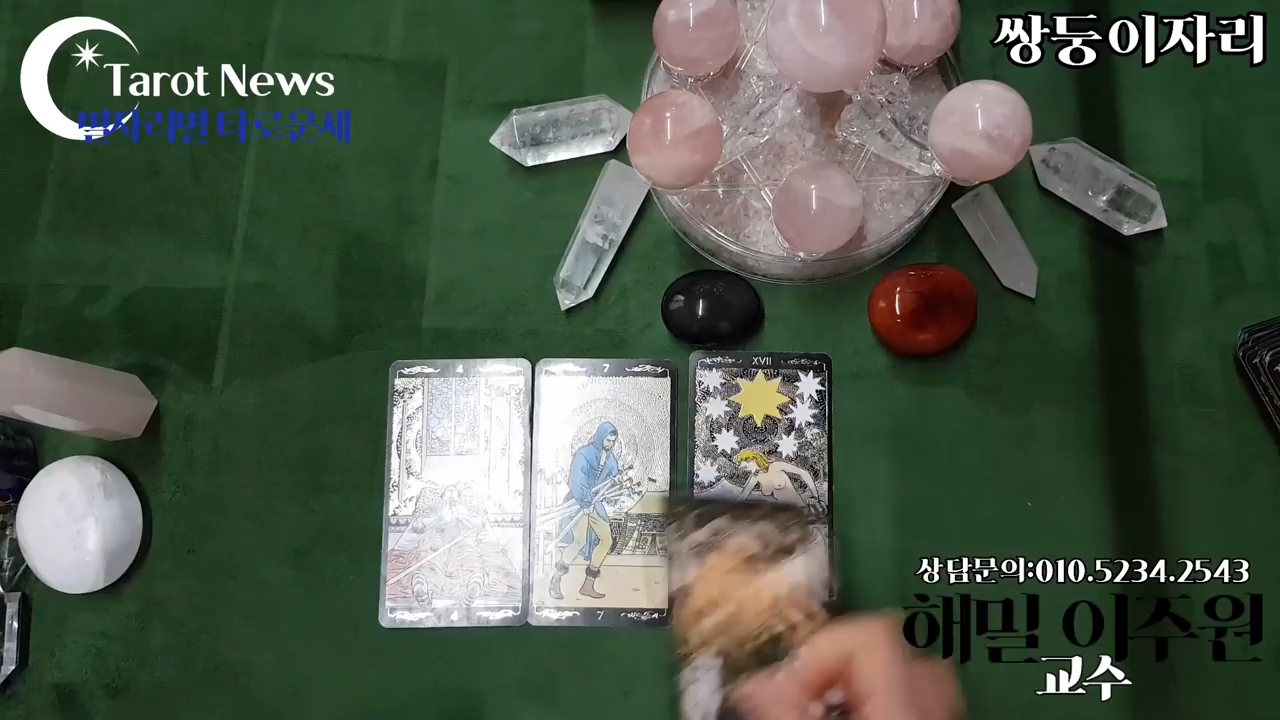 쌍둥이자리
Tarot News
별자리별 타로운세
4
7
XVII
7
상담문의:010.5234.2543
해밀 이주원
교수